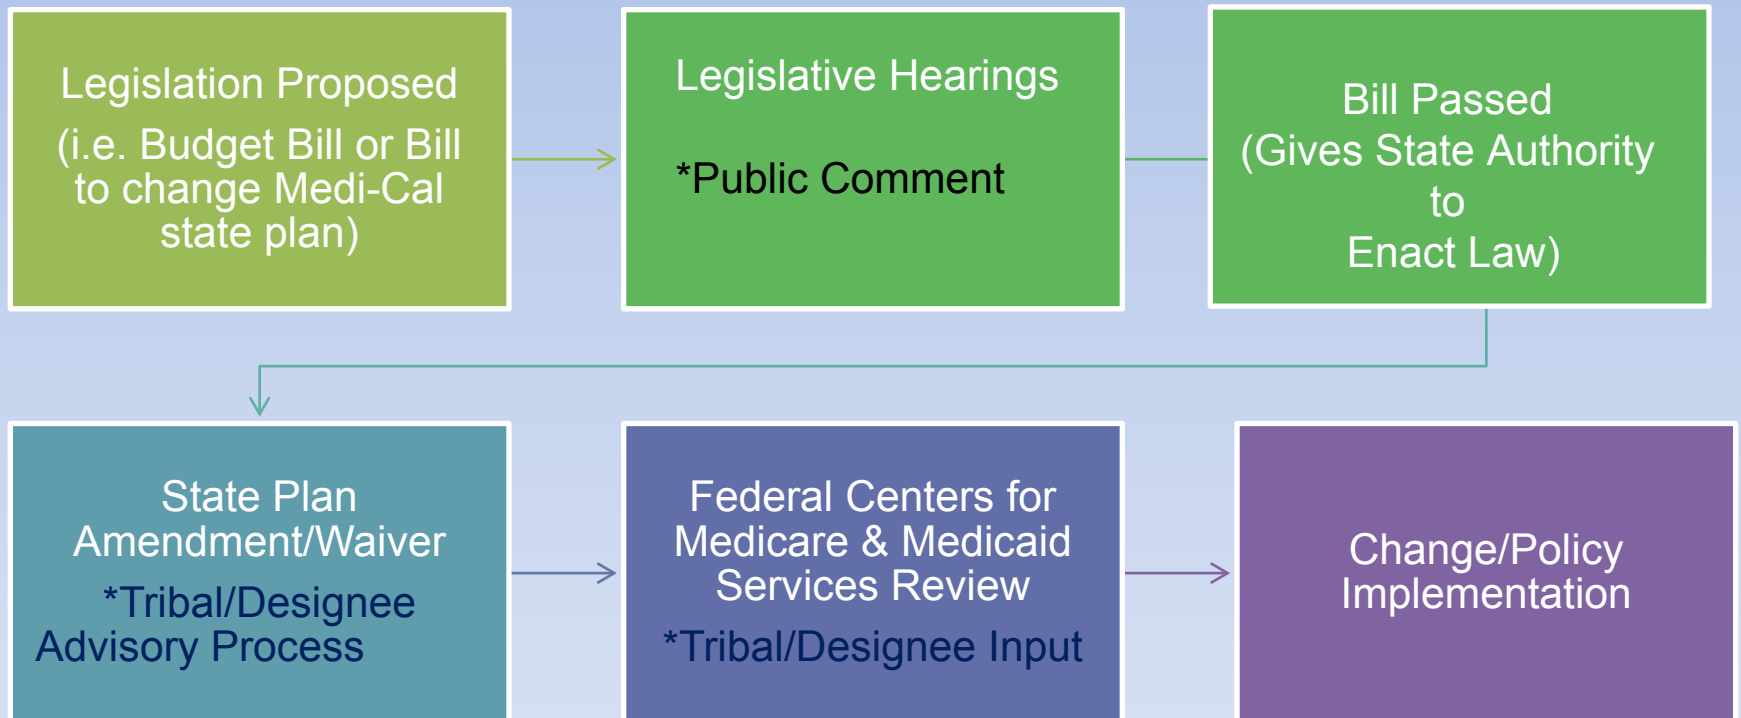 Legislation Proposed
(i.e. Budget Bill or Bill
to change Medi-Cal
state plan)
Legislative Hearings
*Public Comment
Bill Passed
(Gives State Authority
to
Enact Law)
State Plan
Amendment/Waiver
*Tribal/Designee
Advisory Process
Federal Centers for
Medicare & Medicaid
Services Review
*Tribal/Designee Input
Change/Policy
Implementation